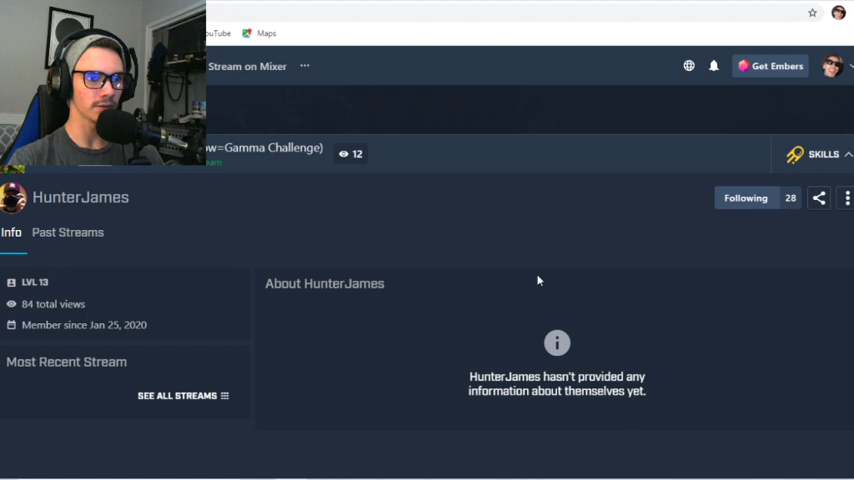 ouTube Maps
Stream on Mixer ...
Get Embers
ow=Gamma Challenge) 12
eam
SKILLS
HunterJames
Following 28
Info Past Streams
LVL 13
84 total views
Member since Jan 25, 2020
Most Recent Stream
SEE ALL STREAMS
About HunterJames
HunterJames hasn't provided any
information about themselves yet.